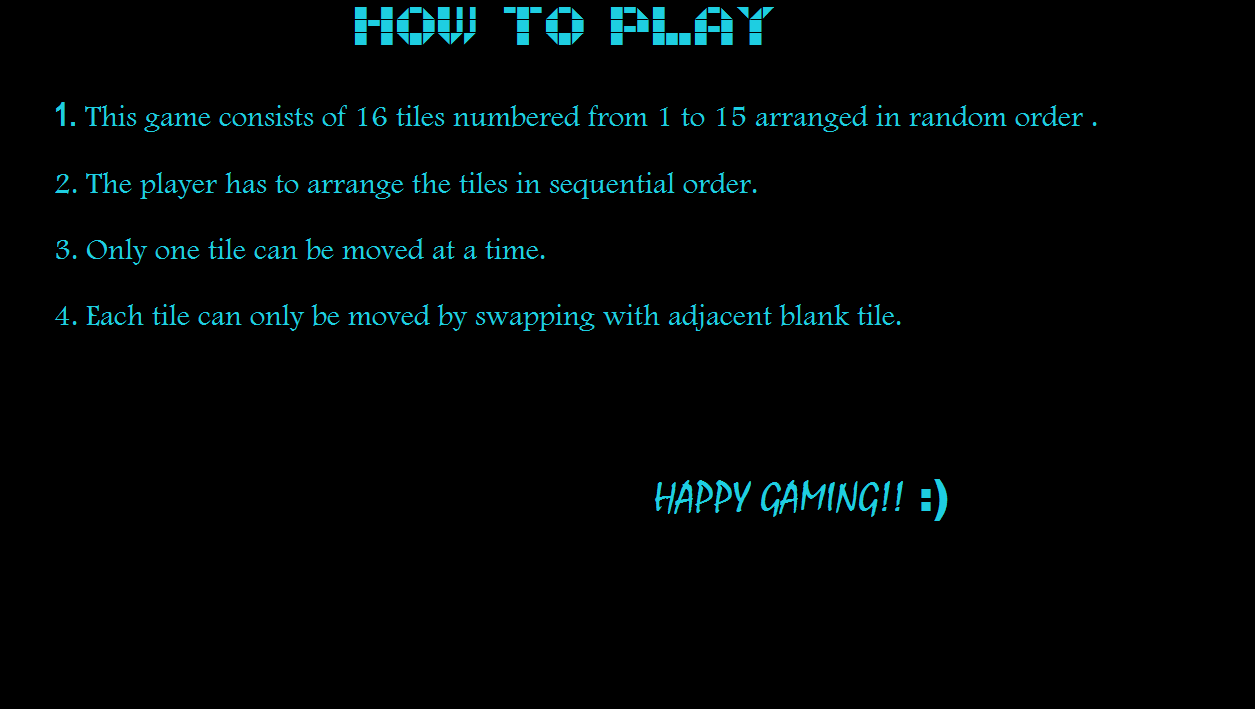 HOW TO PLAY
1. This game consists of 16 tiles numbered from 1 to 15 arranged in random order .
2. The player has to arrange the tiles in sequential order.
3. Only one tile can be moved at a time.
4. Each tile can only be moved by swapping with adjacent blank tile.
HAPPY GAMING!! :)